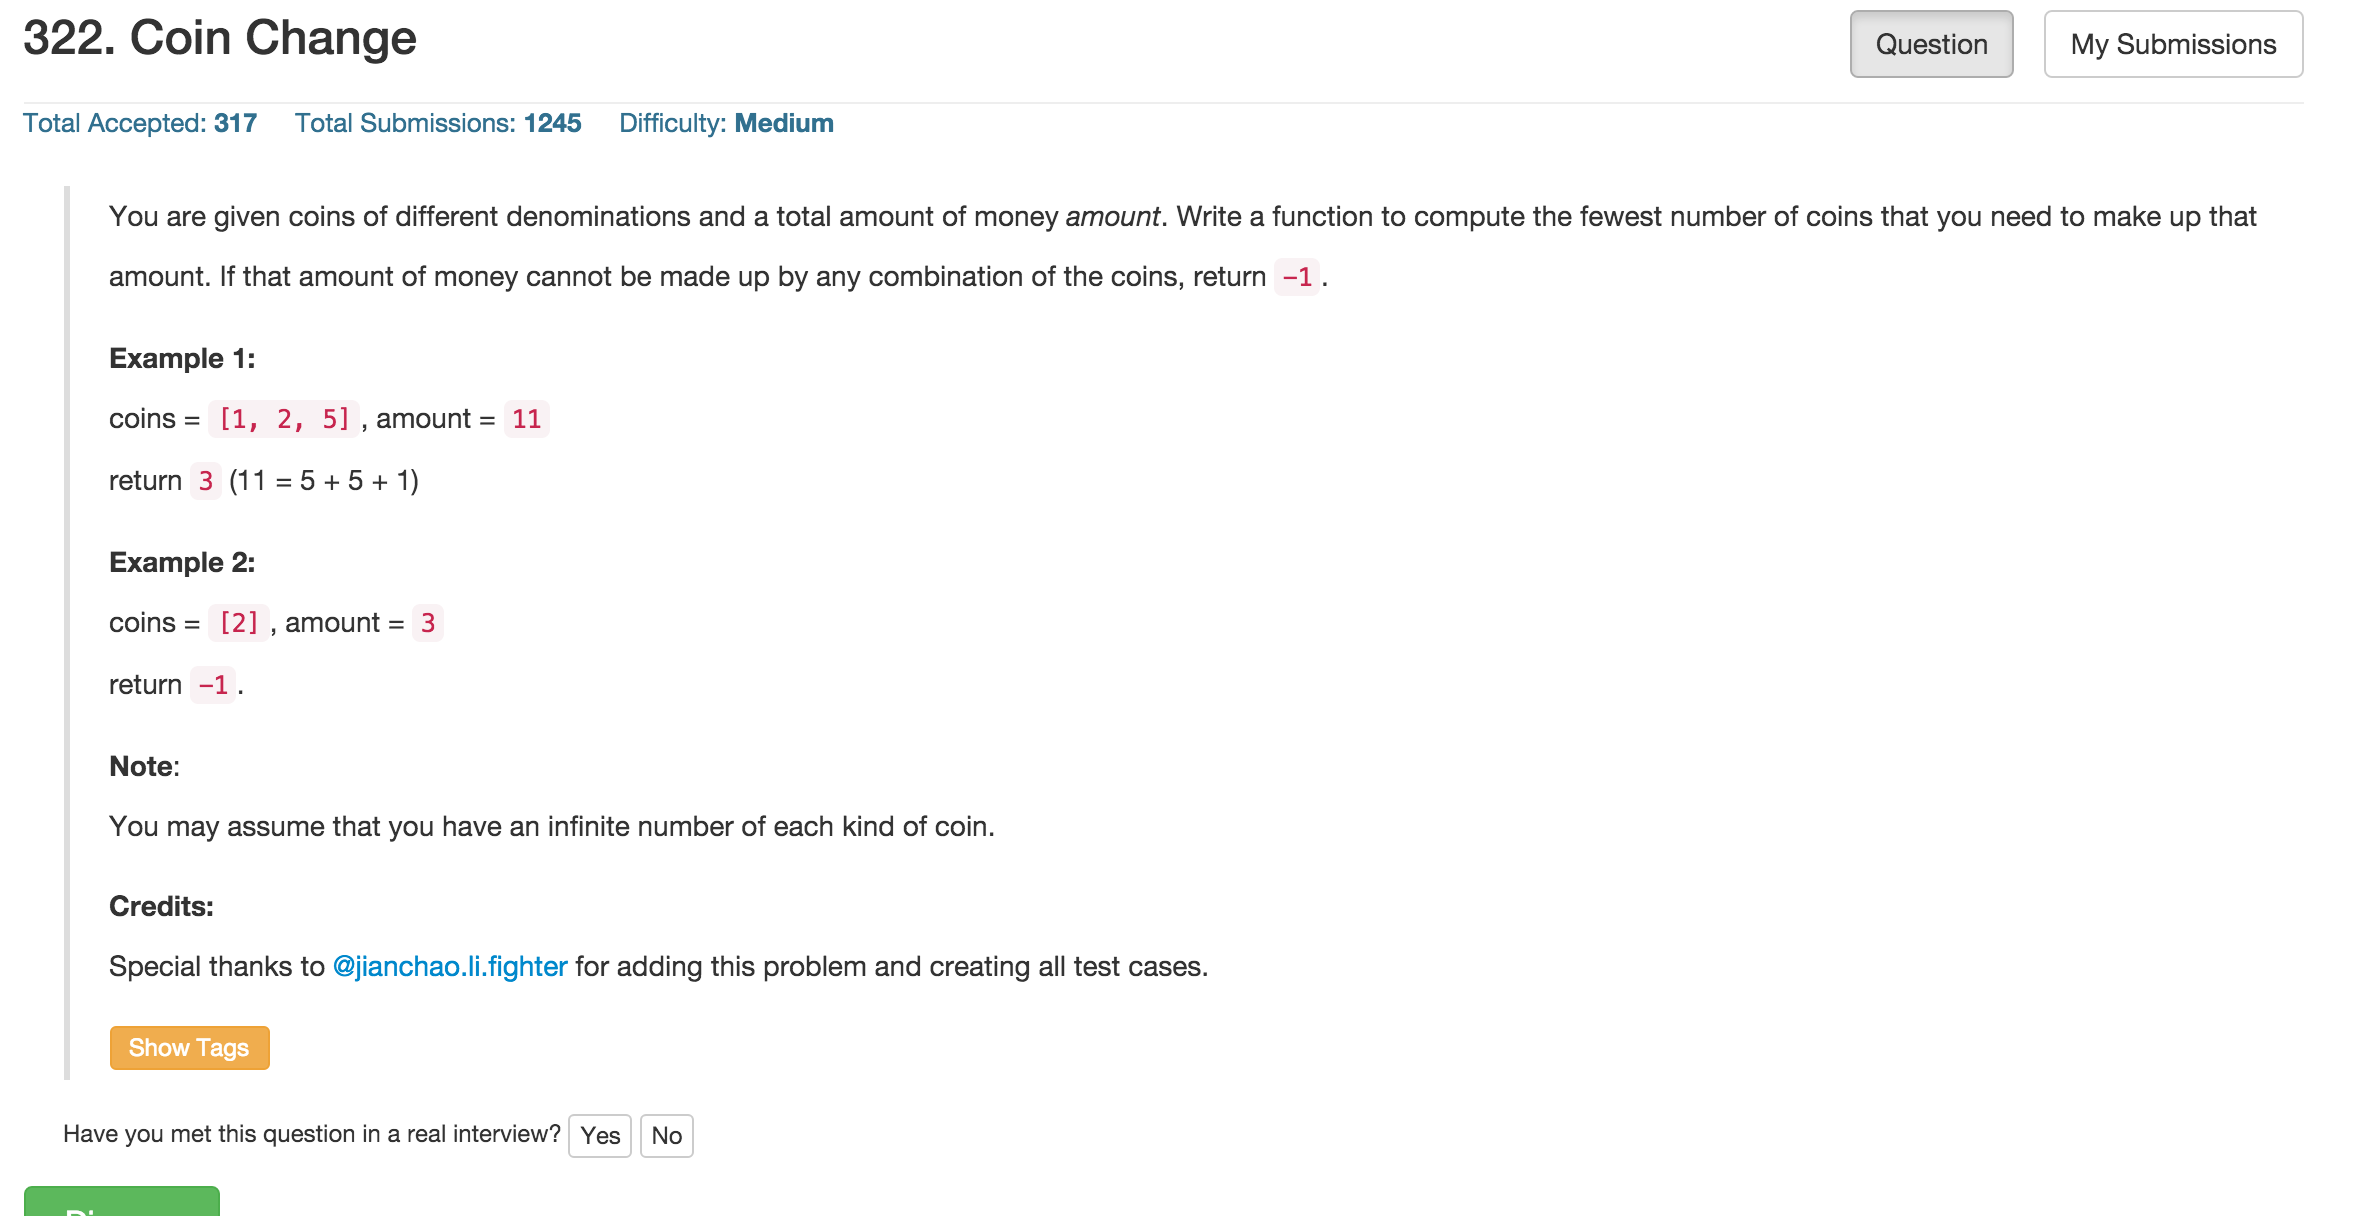 322. Coin Change
Question
My Submissions
Total Accepted: 317 Total Submissions: 1245 Difficulty: Medium
You are given coins of different denominations and a total amount of money amount. Write a function to compute the fewest number of coins that you need to make up that
amount. If that amount of money cannot be made up by any combination of the coins, return -1.
Example 1:
coins = [1, 2, 5], amount = 11
return 3 (11 = 5 + 5 + 1)
Example 2:
coins = [2], amount = 3
return -1.
Note:
You may assume that you have an infinite number of each kind of coin.
Credits:
Special thanks to @jianchao.li.fighter for adding this problem and creating all test cases.
Show Tags
Have you met this question in a real interview? Yes No